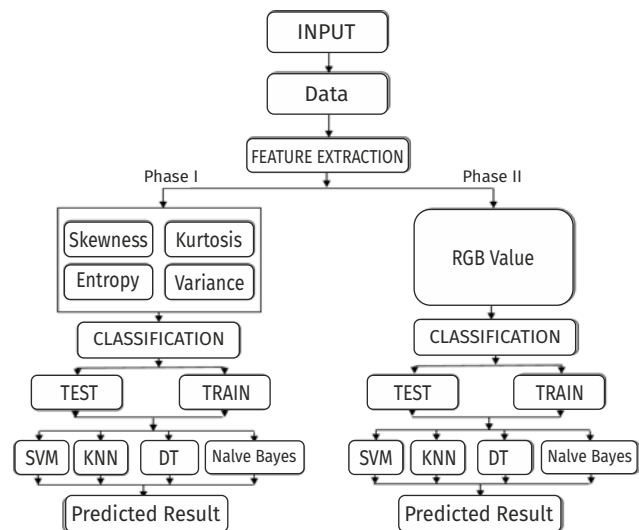 INPUT
Data
FEATURE EXTRACTION
Phase I
Phase II
Skewness
Kurtosis
Entropy
Variance
RGB Value
CLASSIFICATION
CLASSIFICATION
TEST
TRAIN
TEST
TRAIN
SVM
KNN
DT
Nalve Bayes
SVM
KNN
DT
Nalve Bayes
Predicted Result
Predicted Result